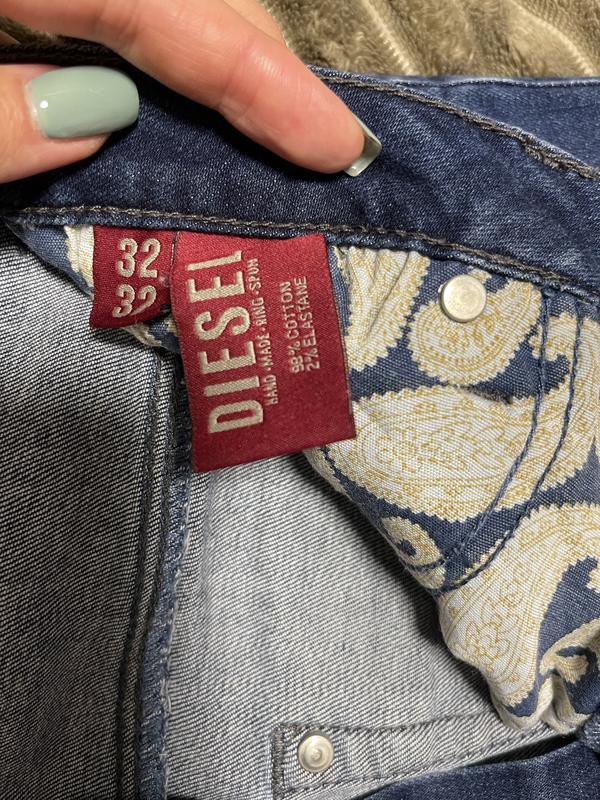 32
32
DIESEL
HAND•MADE•RING-SPUN
98% COTTON
2% ELASTANE